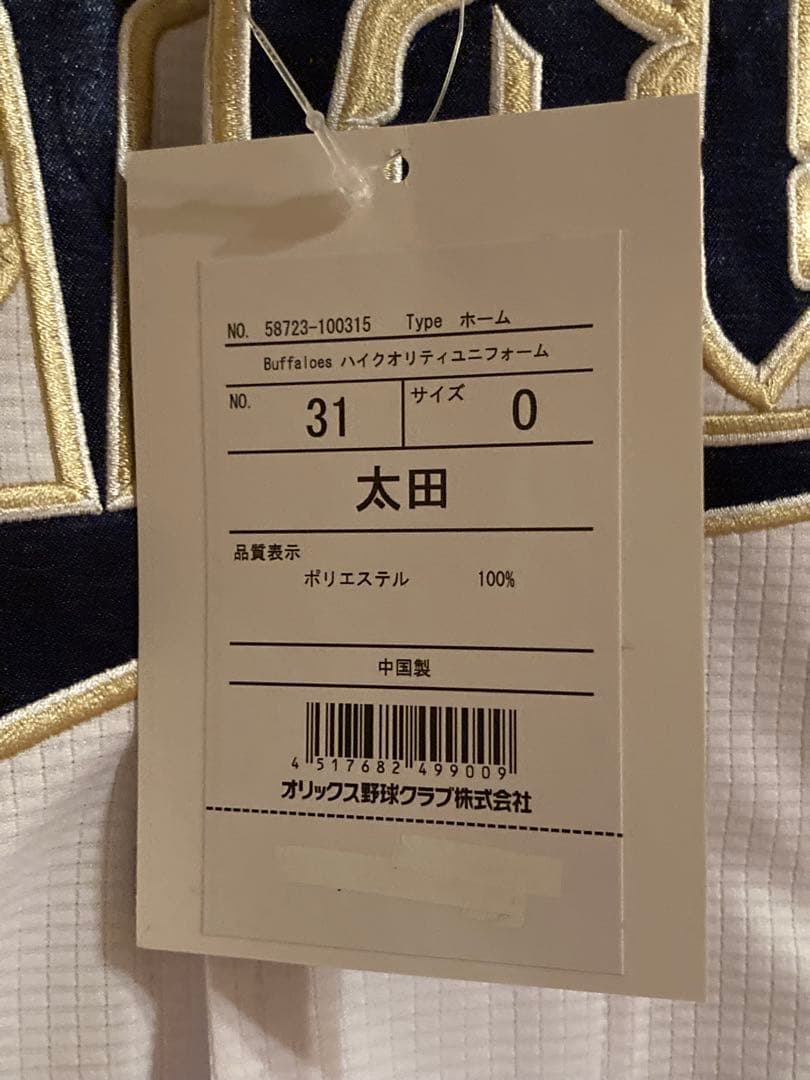 NO. 58723-100315 Type ホーム
Buffaloes ハイクオリティユニフォーム
NO. 31 サイズ 0
太田
品質表示
ポリエステル 100%
中国製
4 517682 499009
オリックス野球クラブ株式会社